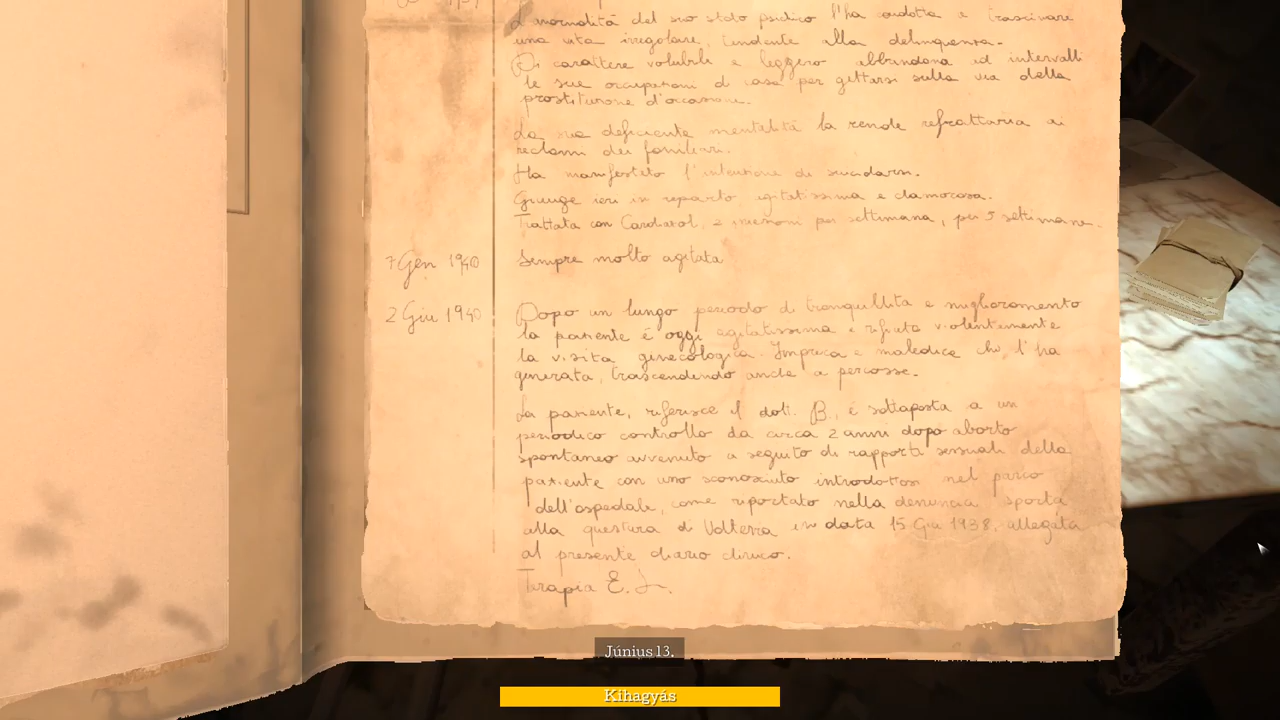 L'anormalità del suo stato psichico l'ha condotta a trascinare
una vita irregolare, tendente alla delinquenza.
Di carattere volubile e leggero abbandona ad intervalli
le sue occupazioni di casa per gettarsi sulla via della
prostituzione d'occasione.
La sua deficiente mentalità la rende refrattaria ai
reclami dei famigliari.
Ha manifestato l'intenzione di suicidarsi.
Giunge ieri in reparto agitatissima e clamorosa.
Trattata con Cardiazol, 2 iniezioni per settimana, per 5 settimane.
7 Gen 1940 Sempre molto agitata
2 Giu 1940 Dopo un lungo periodo di tranquillità e miglioramento
la paziente è oggi agitatissima e rifiuta violentemente
la visita ginecologica. Impreca e maledice chi l'ha
generata, trascendendo anche a percosse.
La paziente, riferisce il dott. B., è sottoposta a un
periodico controllo da circa 2 anni dopo aborto
spontaneo avvenuto a seguito di rapporti sensuali della
paziente con uno sconosciuto introdottosi nel parco
dell'ospedale, come riportato nella denuncia sporta
alla questura di Volterra in data 15 Giu 1938, allegata
al presente diario clinico.
Terapia E.
Június 13.
Kihagyás